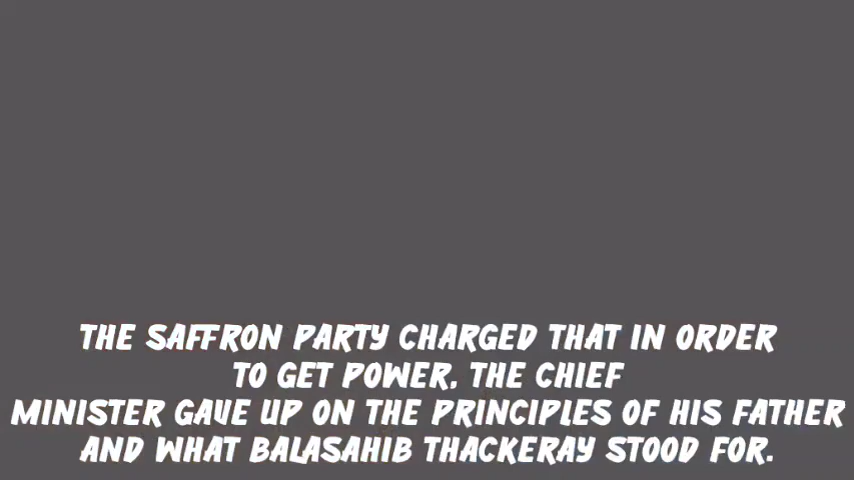 THE SAFFRON PARTY CHARGED THAT IN ORDER
TO GET POWER, THE CHIEF
MINISTER GAVE UP ON THE PRINCIPLES OF HIS FATHER
AND WHAT BALASAHIB THACKERAY STOOD FOR.